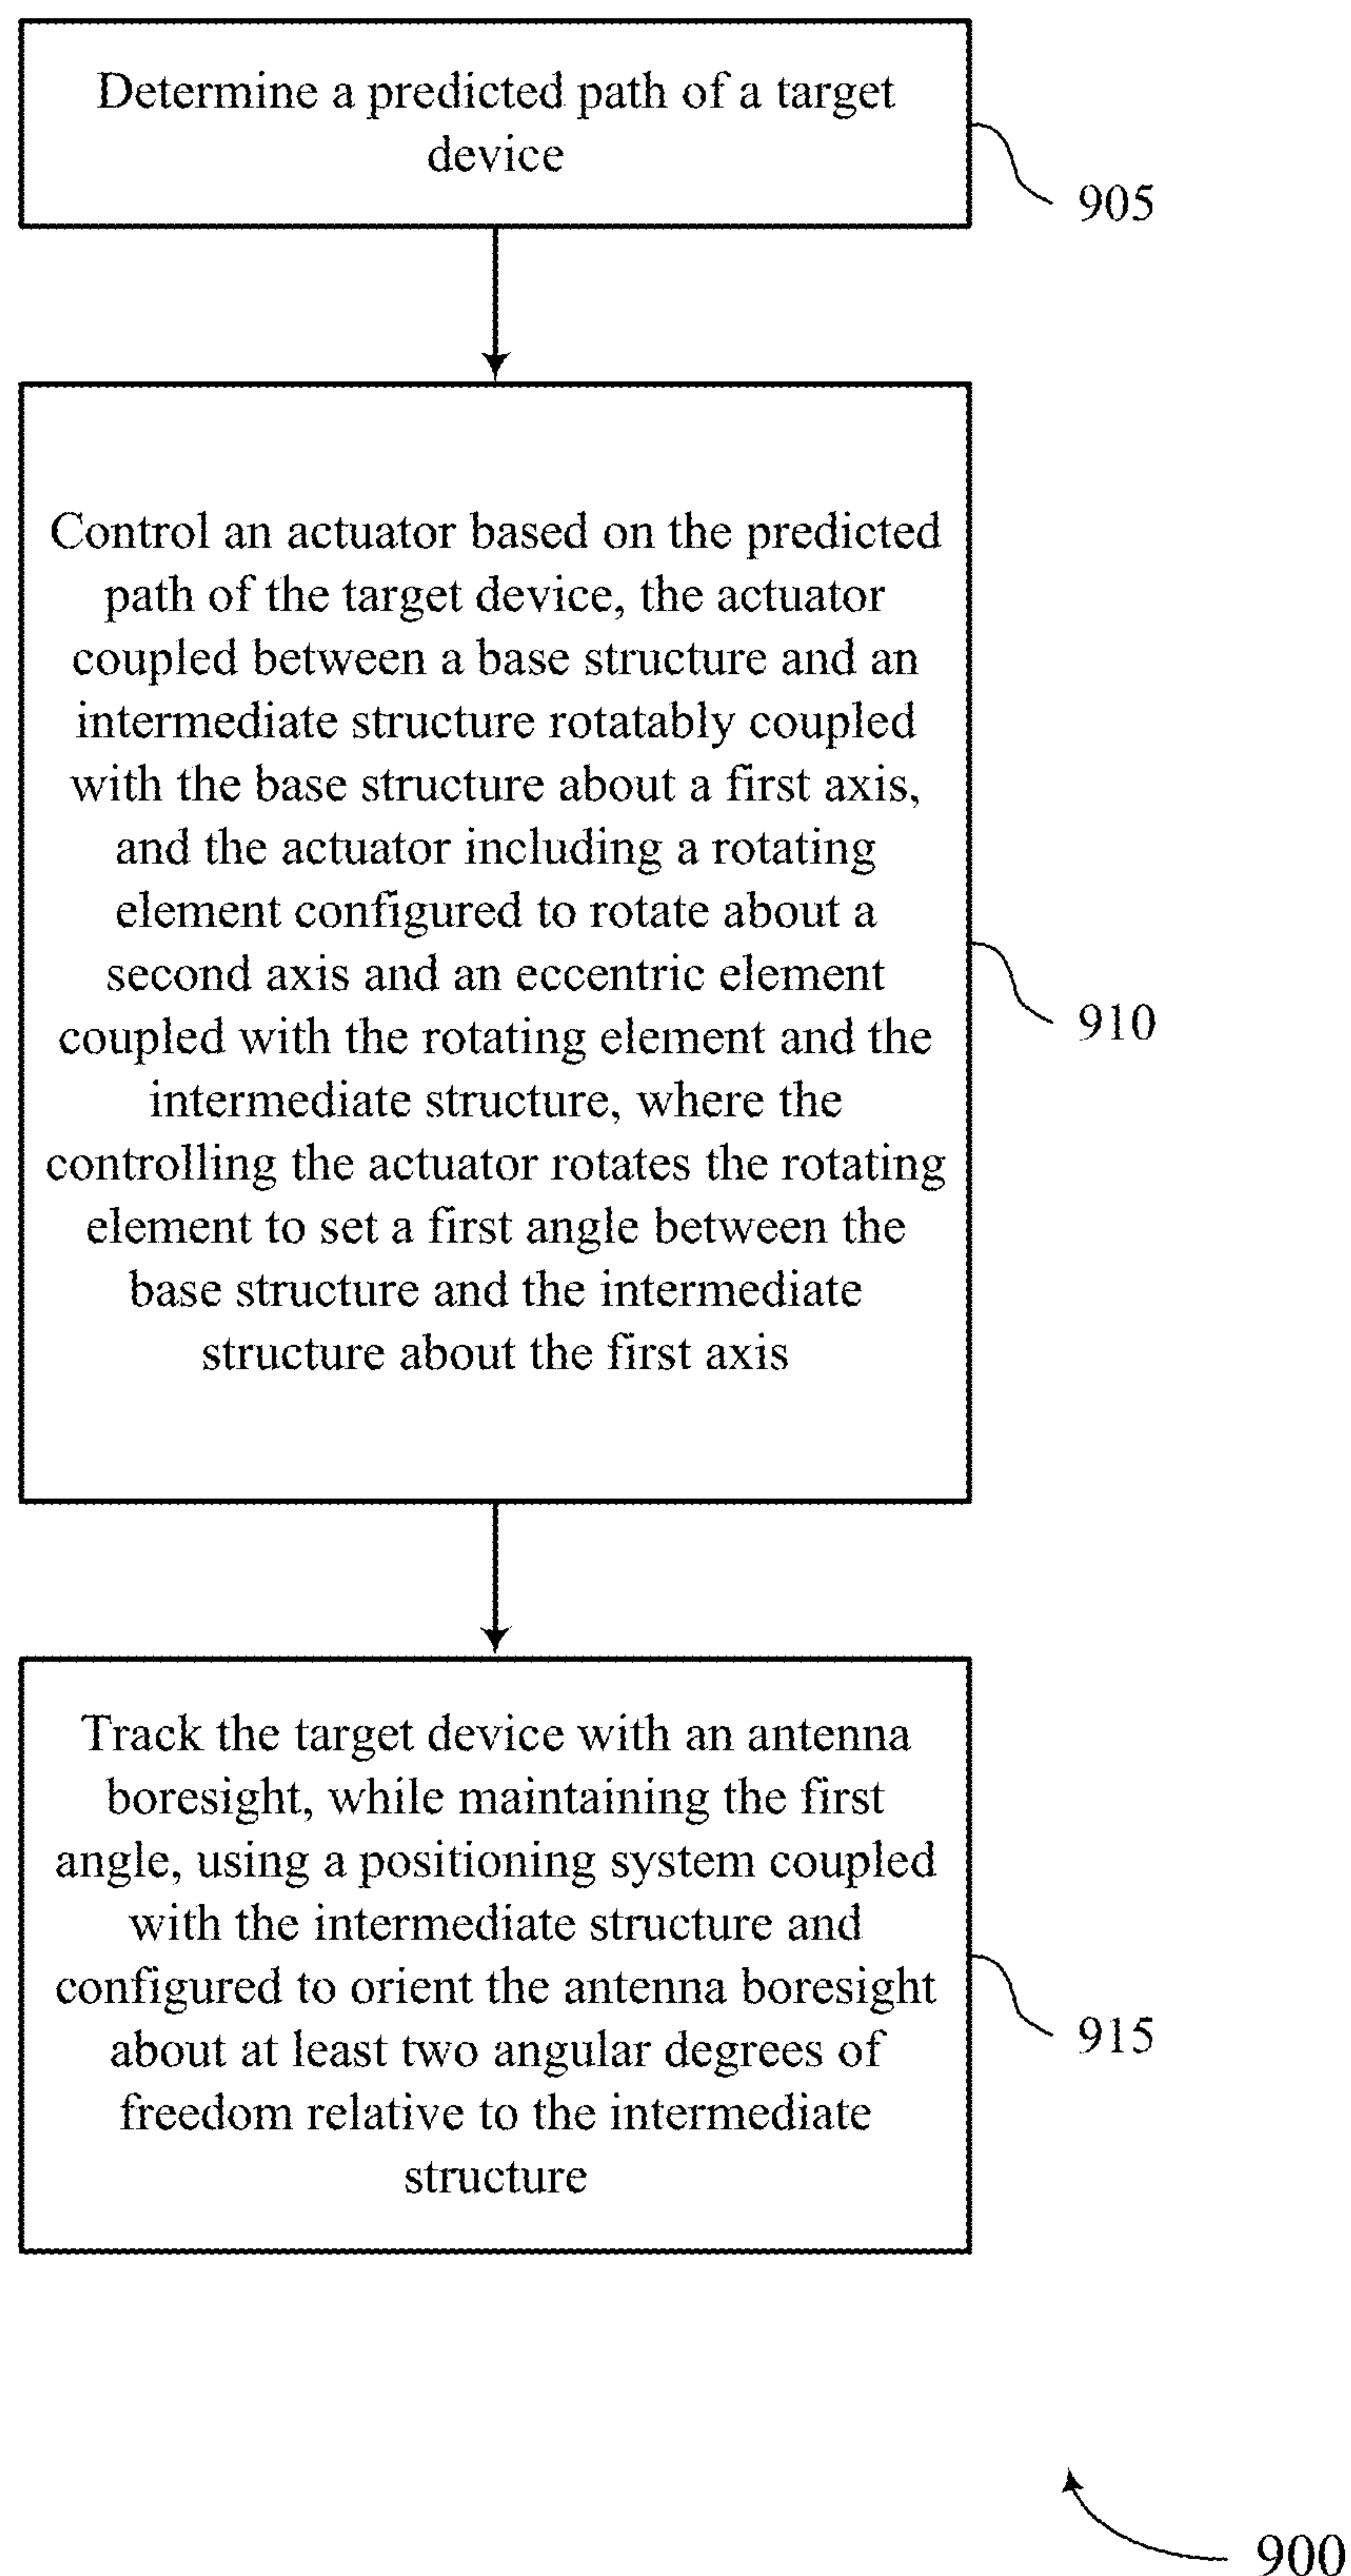 Determine a predicted path of a target
device
905
Control an actuator based on the predicted
path of the target device, the actuator
coupled between a base structure and an
intermediate structure rotatably coupled
with the base structure about a first axis,
and the actuator including a rotating
element configured to rotate about a
second axis and an eccentric element
coupled with the rotating element and the
intermediate structure, where the
controlling the actuator rotates the rotating
element to set a first angle between the
base structure and the intermediate
structure about the first axis
910
Track the target device with an antenna
boresight, while maintaining the first
angle, using a positioning system coupled
with the intermediate structure and
configured to orient the antenna boresight
about at least two angular degrees of
freedom relative to the intermediate
structure
915
900